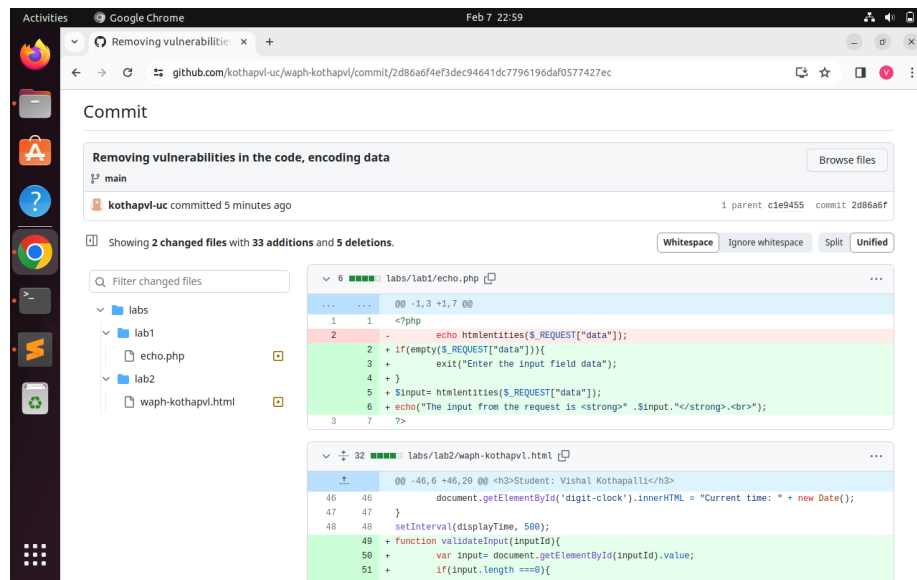 Activities Google Chrome Feb 7 22:59
Removing vulnerabilities
github.com/kothapvl-uc/waph-kothapvl/commit/2d86a6f4ef3dec94641dc7796196daf0577427ec
V
Commit
Removing vulnerabilities in the code, encoding data
Browse files
main
kothapvl-uc committed 5 minutes ago 1 parent c1e9455 commit 2d86a6f
Showing 2 changed files with 33 additions and 5 deletions. Whitespace Ignore whitespace Split Unified
Filter changed files
labs
lab1
echo.php
lab2
waph-kothapvl.html
6 labs/lab1/echo.php
... ... @@ -1,3 +1,7 @@
1 1 <?php
2 - echo htmlentities($_REQUEST["data"]);
2 + if(empty($_REQUEST["data"])){
3 + exit("Enter the input field data");
4 + }
5 + $input= htmlentities($_REQUEST["data"]);
6 + echo("The input from the request is <strong>" .$input."</strong>.<br>");
3 7 ?>
32 labs/lab2/waph-kothapvl.html
@@ -46,6 +46,20 @@ <h3>Student: Vishal Kothapalli</h3>
46 46 document.getElementById('digit-clock').innerHTML = "Current time: " + new Date();
47 47 }
48 48 setInterval(displayTime, 500);
49 + function validateInput(inputId){
50 + var input= document.getElementById(inputId).value;
51 + if(input.length ===0){